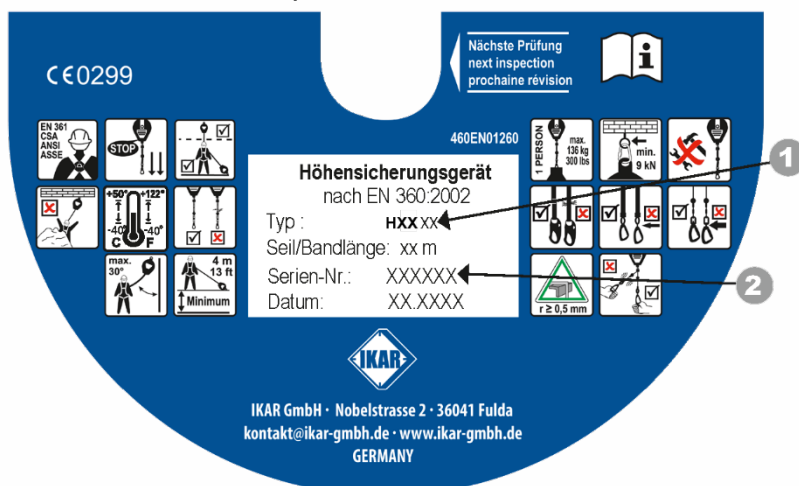 CE0299
Nächste Prüfung
next inspection
prochaine révision
i
460EN01260
EN 361
CSA
ANSI
ASSE
STOP
1 PERSON
max.
136 kg
300 lbs
min.
9 kN
1
Höhensicherungsgerät
nach EN 360:2002
Typ : HXX XX
Seil/Bandlänge: xx m
Serien-Nr.: XXXXXX
Datum: XX.XXXX
+50° +122°
-40° -40°
C F
max.
30°
4 m
13 ft
Minimum
r ≥ 0,5 mm
2
IKAR
IKAR GmbH · Nobelstrasse 2 · 36041 Fulda
kontakt@ikar-gmbh.de · www.ikar-gmbh.de
GERMANY